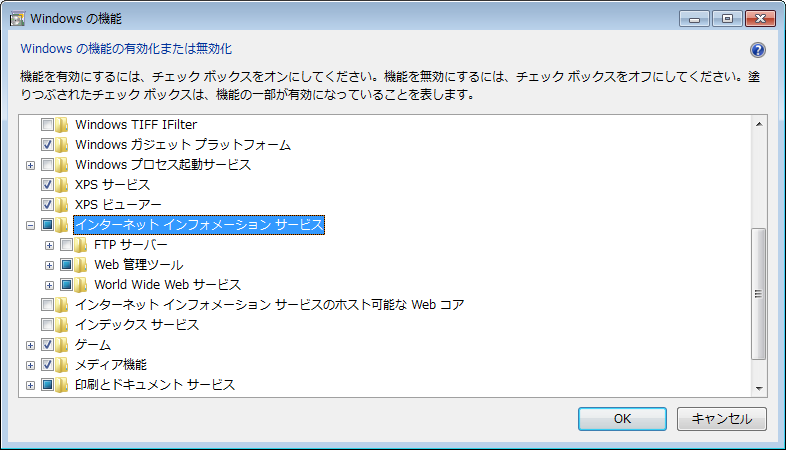 Windows の機能
Windows の機能の有効化または無効化
機能を有効にするには、チェック ボックスをオンにしてください。機能を無効にするには、チェック ボックスをオフにしてください。塗
りつぶされたチェック ボックスは、機能の一部が有効になっていることを表します。
Windows TIFF IFilter
Windows ガジェット プラットフォーム
Windows プロセス起動サービス
XPS サービス
XPS ビューアー
インターネット インフォメーション サービス
FTP サーバー
Web 管理ツール
World Wide Web サービス
インターネット インフォメーション サービスのホスト可能な Web コア
インデックス サービス
ゲーム
メディア機能
印刷とドキュメント サービス
OK
キャンセル